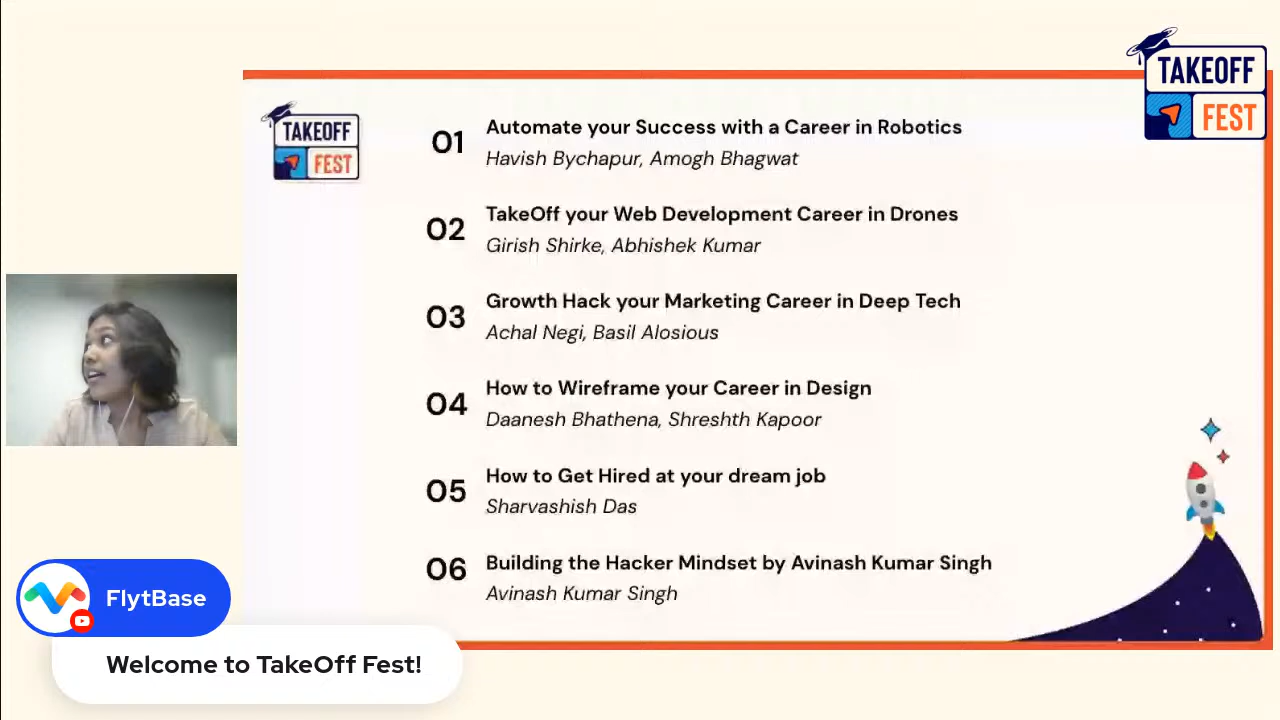 TAKEOFF
FEST
TAKEOFF
FEST
01
Automate your Success with a Career in Robotics
Havish Bychapur, Amogh Bhagwat
02
TakeOff your Web Development Career in Drones
Girish Shirke, Abhishek Kumar
03
Growth Hack your Marketing Career in Deep Tech
Achal Negi, Basil Alosious
04
How to Wireframe your Career in Design
Daanesh Bhathena, Shreshth Kapoor
05
How to Get Hired at your dream job
Sharvashish Das
06
Building the Hacker Mindset by Avinash Kumar Singh
Avinash Kumar Singh
FlytBase
Welcome to TakeOff Fest!